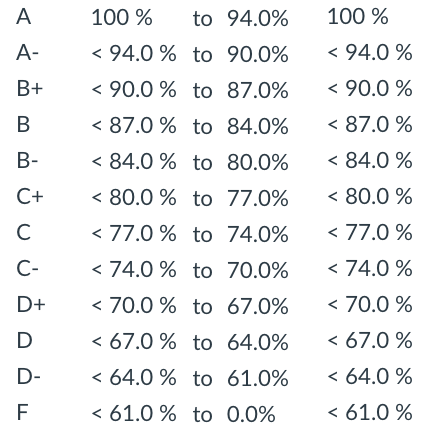 A 100 % to 94.0% 100 %
A- < 94.0 % to 90.0% < 94.0 %
B+ < 90.0 % to 87.0% < 90.0 %
B < 87.0 % to 84.0% < 87.0 %
B- < 84.0 % to 80.0% < 84.0 %
C+ < 80.0 % to 77.0% < 80.0 %
C < 77.0 % to 74.0% < 77.0 %
C- < 74.0 % to 70.0% < 74.0 %
D+ < 70.0 % to 67.0% < 70.0 %
D < 67.0 % to 64.0% < 67.0 %
D- < 64.0 % to 61.0% < 64.0 %
F < 61.0 % to 0.0% < 61.0 %